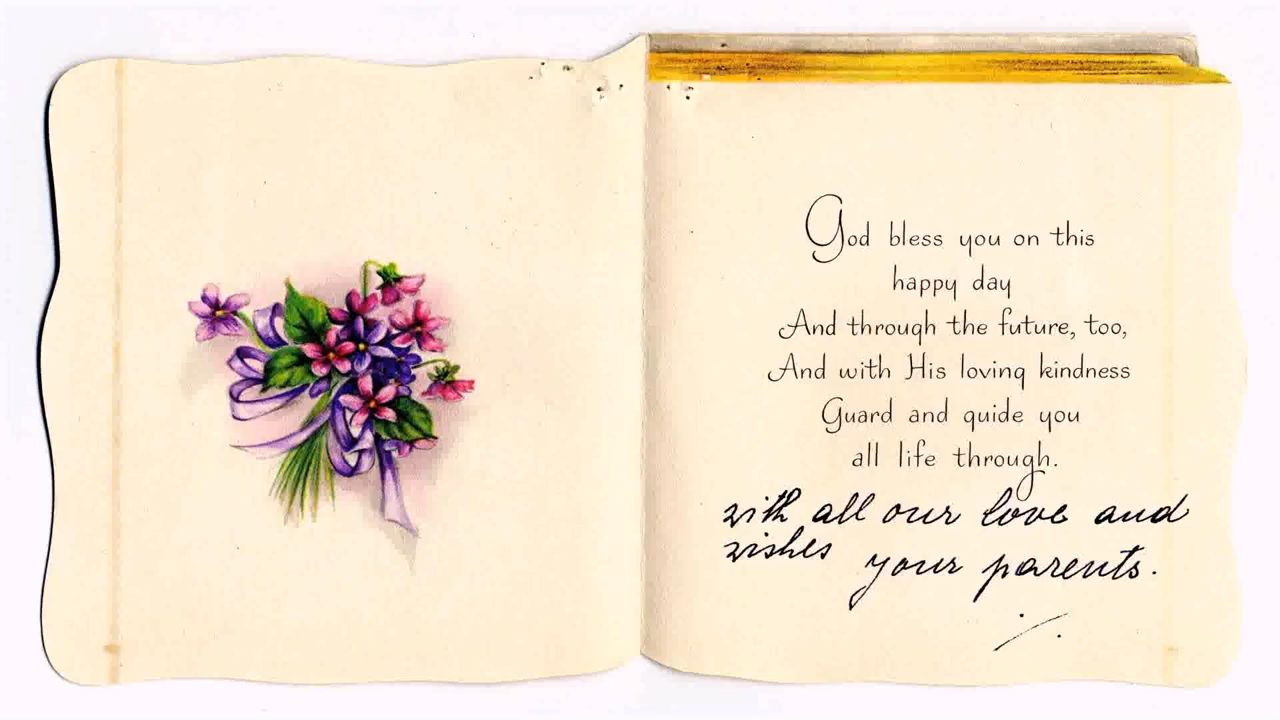 God bless you on this
happy day
And through the future, too,
And with His loving kindness
Guard and guide you
all life through.
with all our love and
wishes your parents.